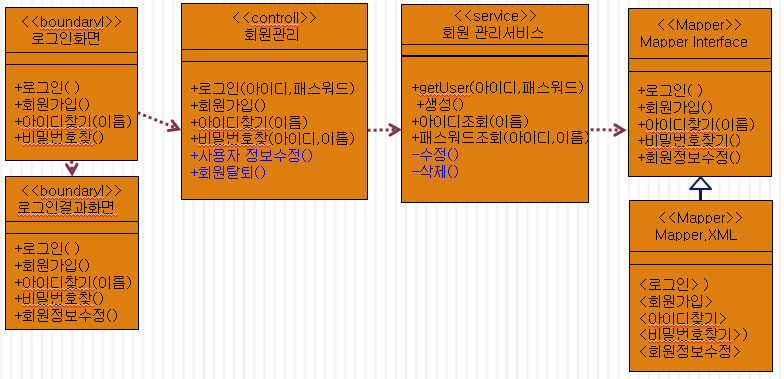 <<boundaryl>>
로그인화면
+로그인()
+회원가입()
+아이디찾기(이름)
+비밀번호찾()
<<boundaryl>>
로그인결과화면
+로그인( )
+회원가입()
+아이디찾기(이름)
+비밀번호찾()
+회원정보수정()
<<controll>>
회원관리
+로그인(아이디,패스워드)
+회원가입()
+아이디찾기(이름)
+비밀번호찾(아이디,이름)
+사용자 정보수정()
+회원탈퇴()
<<service>>
회원 관리서비스
+getUser(아이디,패스워드)
+생성()
+아이디조회(이름)
+패스워드조회(아이디,이름)
-수정()
-삭제()
<<Mapper>>
Mapper Interface
+로그인( )
+회원가입()
+아이디찾기(이름)
+비밀번호찾기()
+회원정보수정()
<<Mapper>>
Mapper.XML
<로그인> )
<회원가입>
<아이디찾기>
<비밀번호찾기>)
<회원정보수정>